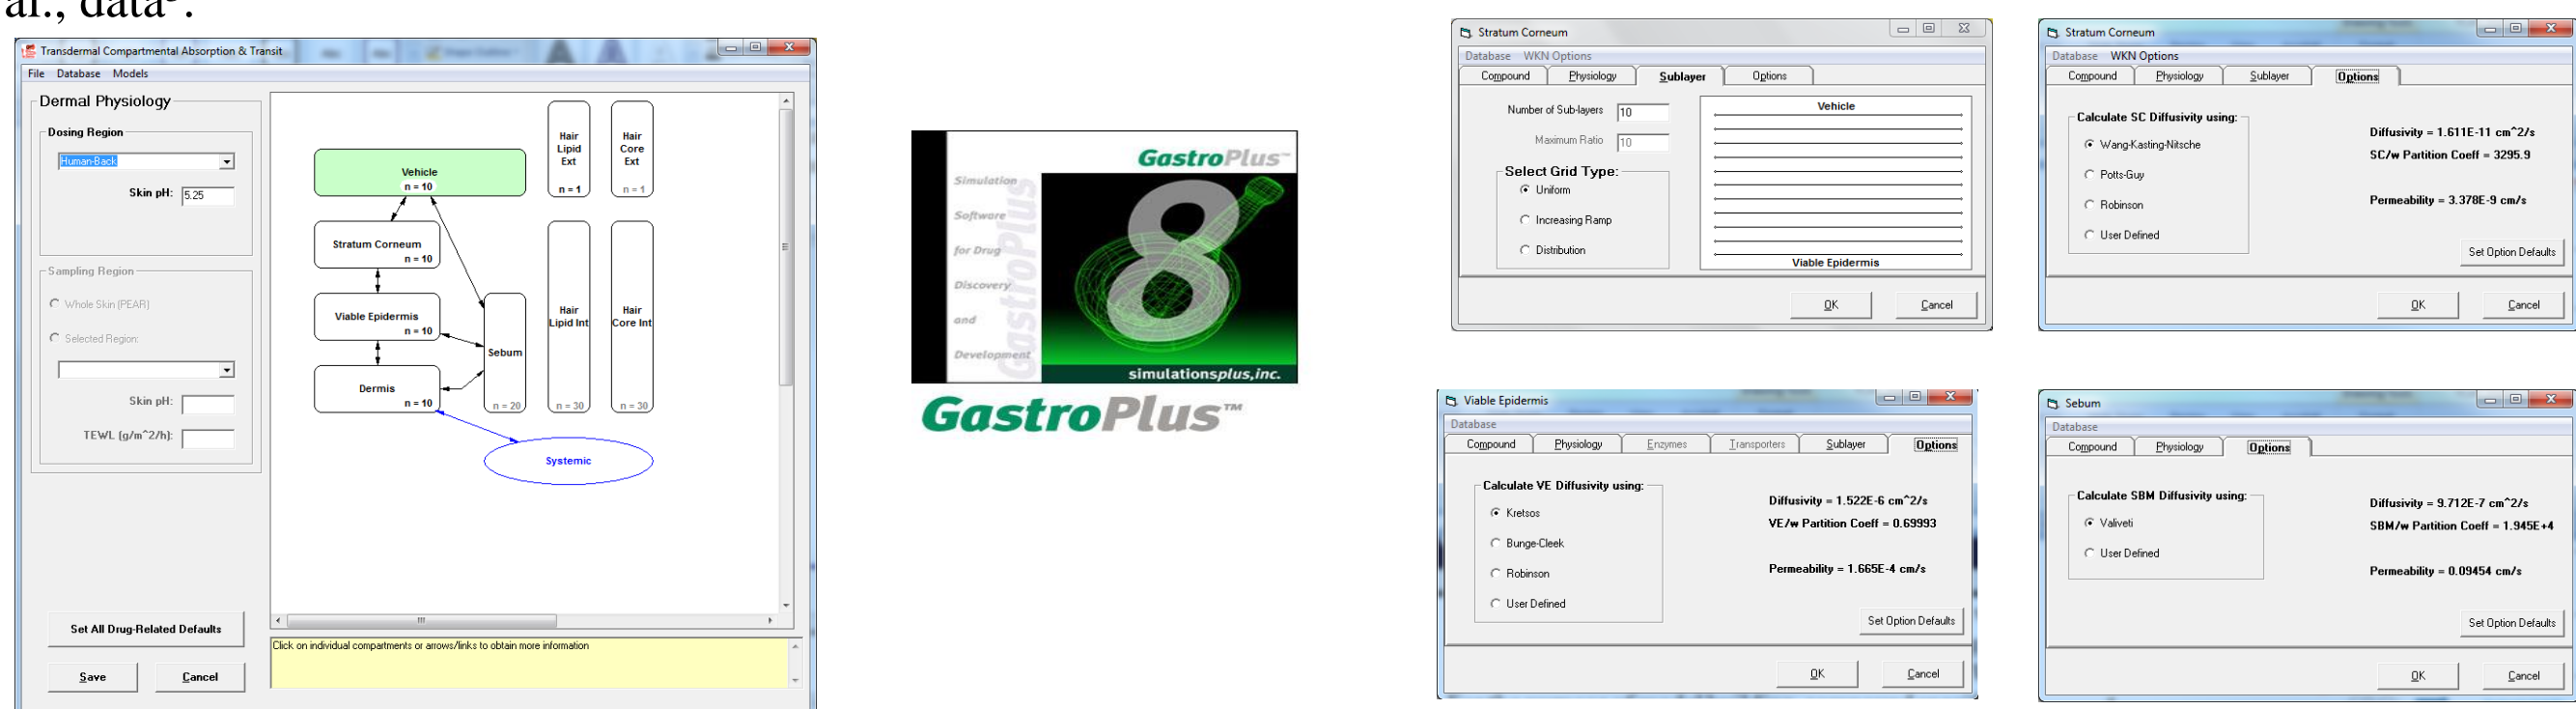 al., data
Transdermal Compartmental Absorption & Transit
File Database Models
Dermal Physiology
Dosing Region
Human-Back
Skin pH: 5.25
Sampling Region
Whole Skin (PEAR)
Selected Region:
Skin pH:
TEWL (g/m^2/h):
Set All Drug-Related Defaults
Save Cancel
Vehicle
n = 10
Stratum Corneum
n = 10
Viable Epidermis
n = 10
Dermis
n = 10
Sebum
n = 20
Hair
Lipid
Ext
n = 1
Hair
Core
Ext
n = 1
Hair
Lipid Int
n = 30
Hair
Core Int
n = 30
Systemic
Click on individual compartments or arrows/links to obtain more information
GastroPlus™
Simulation
Software
for Drug
Discovery
and
Development
GastroPlus
8
simulationsplus,inc.
GastroPlus™
Stratum Corneum
Database WKN Options
Compound Physiology Sublayer Options
Number of Sub-layers 10
Maximum Ratio 10
Select Grid Type:
Uniform
Increasing Ramp
Distribution
Vehicle
Viable Epidermis
OK Cancel
Stratum Corneum
Database WKN Options
Compound Physiology Sublayer Options
Calculate SC Diffusivity using:
Wang-Kasting-Nitsche
Potts-Guy
Robinson
User Defined
Diffusivity = 1.611E-11 cm^2/s
SC/w Partition Coeff = 3295.9
Permeability = 3.378E-9 cm/s
Set Option Defaults
OK Cancel
Viable Epidermis
Database
Compound Physiology Enzymes Transporters Sublayer Options
Calculate VE Diffusivity using:
Kretsos
Bunge-Cleek
Robinson
User Defined
Diffusivity = 1.522E-6 cm^2/s
VE/w Partition Coeff = 0.69993
Permeability = 1.665E-4 cm/s
Set Option Defaults
OK Cancel
Sebum
Database
Compound Physiology Options
Calculate SBM Diffusivity using:
Valiveti
User Defined
Diffusivity = 9.712E-7 cm^2/s
SBM/w Partition Coeff = 1.945E+4
Permeability = 0.09454 cm/s
Set Option Defaults
OK Cancel